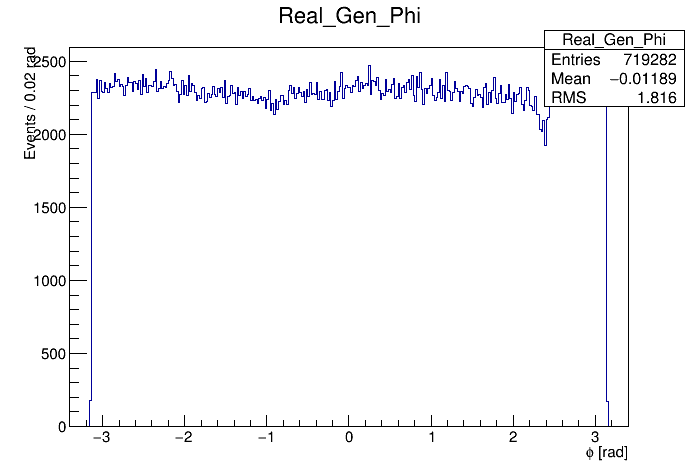 Real_Gen_Phi
Real_Gen_Phi
Entries 719282
Mean −0.01189
RMS 1.816
Events / 0.02 rad
2500
2000
1500
1000
500
0
−3 −2 −1 0 1 2 3
ϕ [rad]